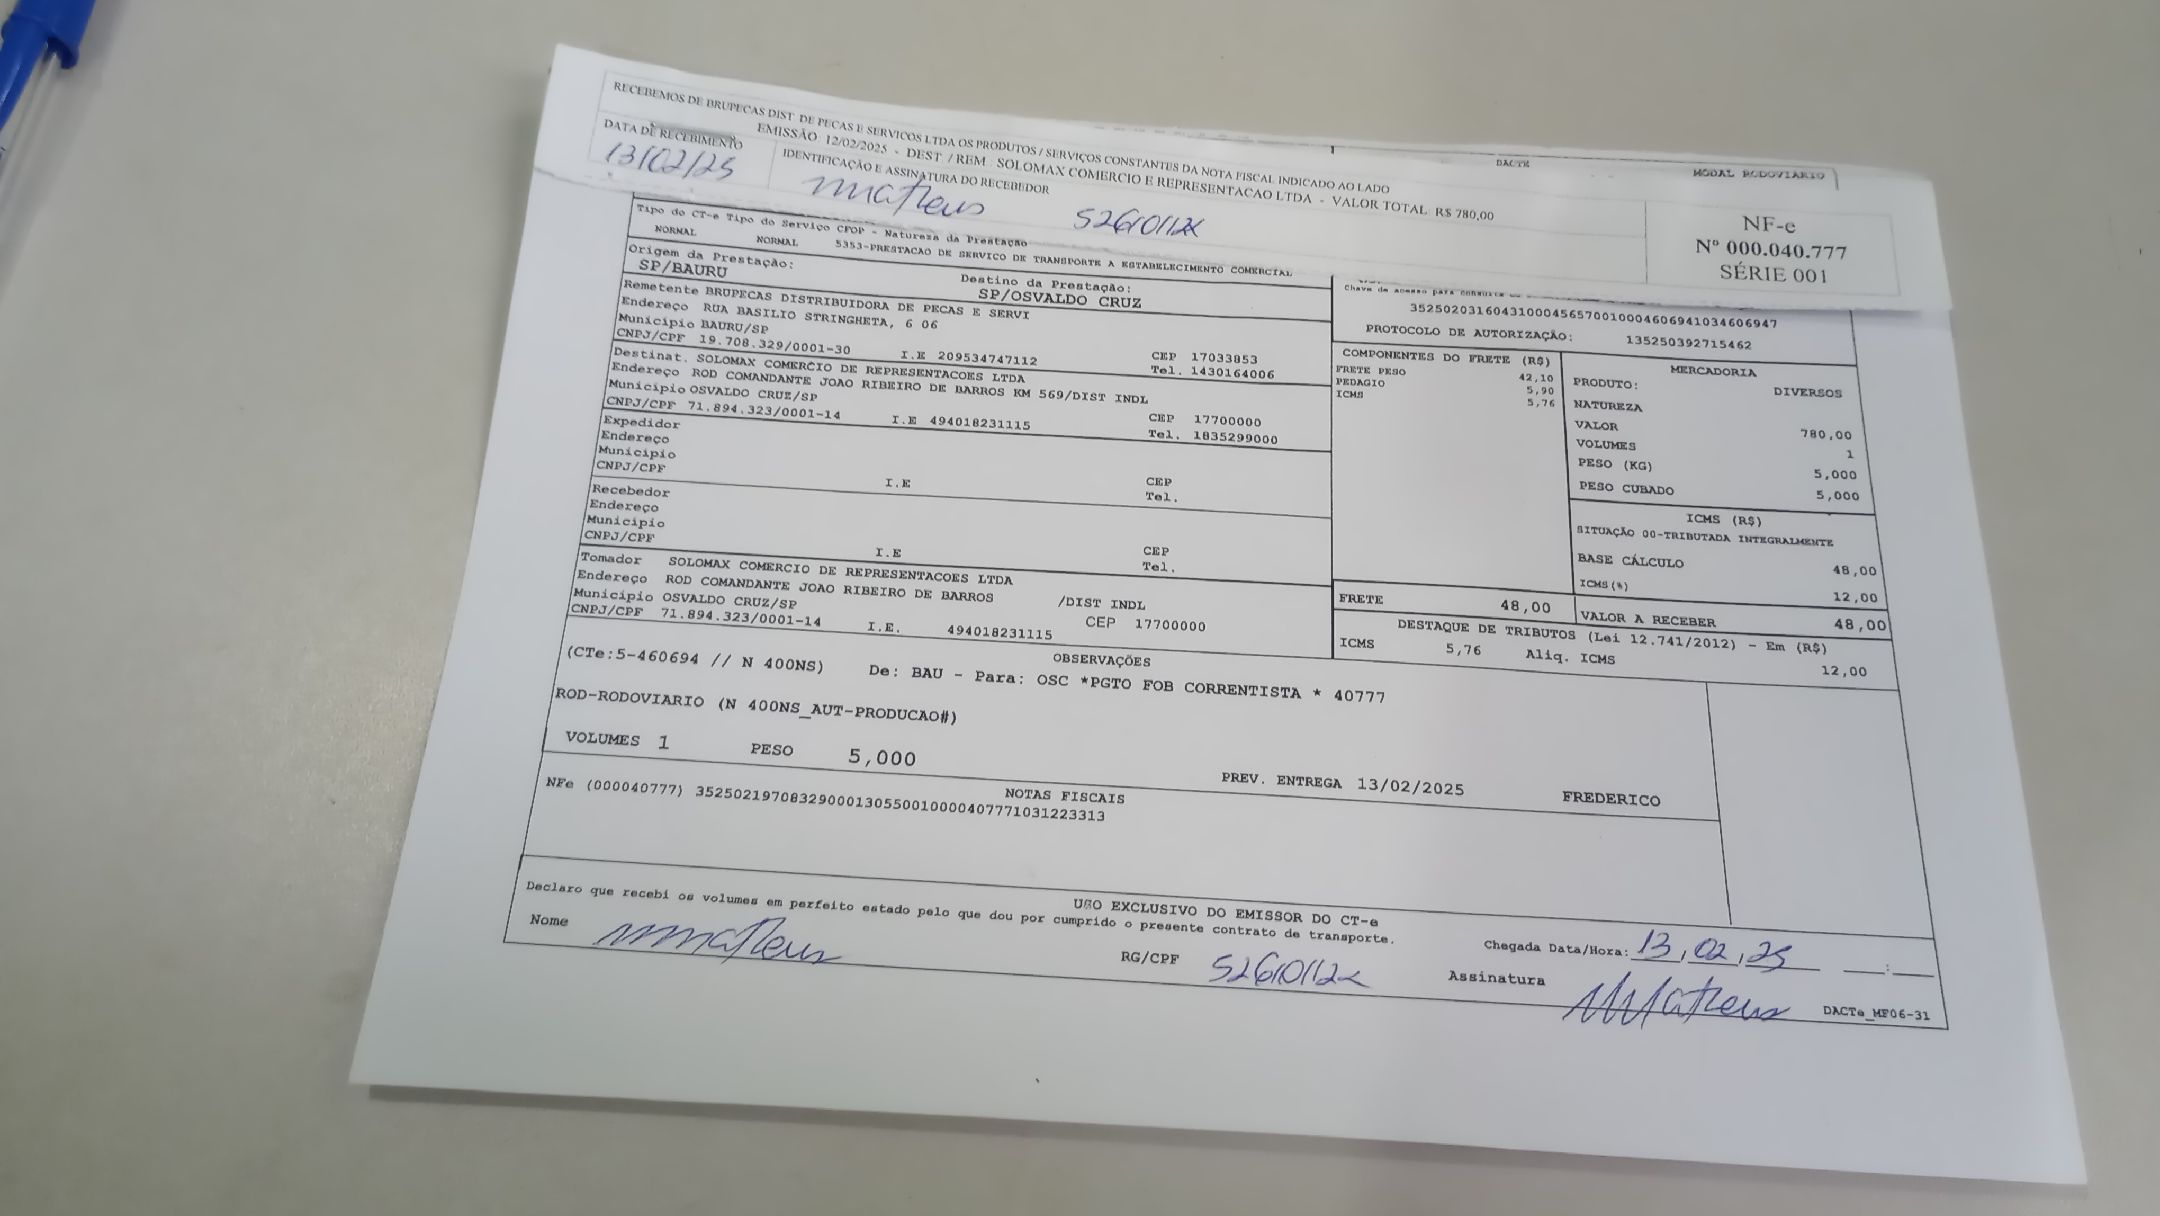 RECEBEMOS DE BRUPECAS DIST. DE PECAS E SERVICOS LTDA OS PRODUTOS / SERVIÇOS CONSTANTES DA NOTA FISCAL INDICADO AO LADO
EMISSÃO: 12/02/2025 - DEST / REM: SOLOMAX COMERCIO E REPRESENTACAO LTDA - VALOR TOTAL: R$ 780,00
DATA DE RECEBIMENTO
13/02/25
IDENTIFICAÇÃO E ASSINATURA DO RECEBEDOR
matheus
NF-e
Nº 000.040.777
SÉRIE 001
DACTE
MODAL RODOVIARIO
Tipo do CT-e Tipo do Serviço CFOP - Natureza da Prestação
NORMAL NORMAL 5353-PRESTACAO DE SERVICO DE TRANSPORTE A ESTABELECIMENTO COMERCIAL
Origem da Prestação: Destino da Prestação:
SP/BAURU SP/OSVALDO CRUZ
Remetente BRUPECAS DISTRIBUIDORA DE PECAS E SERVI
Endereço RUA BASILIO STRINGHETA, 6 06
Municipio BAURU/SP CEP 17033853
CNPJ/CPF 19.708.329/0001-30 I.E 209534747112 Tel. 1430164006
Destinat. SOLOMAX COMERCIO DE REPRESENTACOES LTDA
Endereço ROD COMANDANTE JOAO RIBEIRO DE BARROS KM 569/DIST INDL
Municipio OSVALDO CRUZ/SP CEP 17700000
CNPJ/CPF 71.894.323/0001-14 I.E 494018231115 Tel. 1835299000
Expedidor
Endereço
Municipio CEP
CNPJ/CPF I.E Tel.
Recebedor
Endereço
Municipio CEP
CNPJ/CPF I.E Tel.
Tomador SOLOMAX COMERCIO DE REPRESENTACOES LTDA
Endereço ROD COMANDANTE JOAO RIBEIRO DE BARROS /DIST INDL
Municipio OSVALDO CRUZ/SP CEP 17700000
CNPJ/CPF 71.894.323/0001-14 I.E. 494018231115
Chave de acesso para consulta
35250203160431000456570010004606941034606947
PROTOCOLO DE AUTORIZAÇÃO: 135250392715462
COMPONENTES DO FRETE (R$)
FRETE PESO 42,10
PEDAGIO 5,90
ICMS 5,76
MERCADORIA
PRODUTO: DIVERSOS
NATUREZA
VALOR 780,00
VOLUMES 1
PESO (KG) 5,000
PESO CUBADO 5,000
ICMS (R$)
SITUAÇÃO 00-TRIBUTADA INTEGRALMENTE
BASE CÁLCULO 48,00
ICMS(%) 12,00
FRETE 48,00 VALOR A RECEBER 48,00
DESTAQUE DE TRIBUTOS (Lei 12.741/2012) - Em (R$)
ICMS 5,76 Aliq. ICMS 12,00
OBSERVAÇÕES
(CTe:5-460694 // N 400NS) De: BAU - Para: OSC *PGTO FOB CORRENTISTA * 40777
ROD-RODOVIARIO (N 400NS_AUT-PRODUCAO#)
VOLUMES 1 PESO 5,000 PREV. ENTREGA 13/02/2025 FREDERICO
NOTAS FISCAIS
NFe (000040777) 35250219708329000130550010000407771031223313
USO EXCLUSIVO DO EMISSOR DO CT-e
Declaro que recebi os volumes em perfeito estado pelo que dou por cumprido o presente contrato de transporte.
Chegada Data/Hora: 13,02,25 :
Nome matheus RG/CPF Assinatura Matheus
DACTe_MF06-31